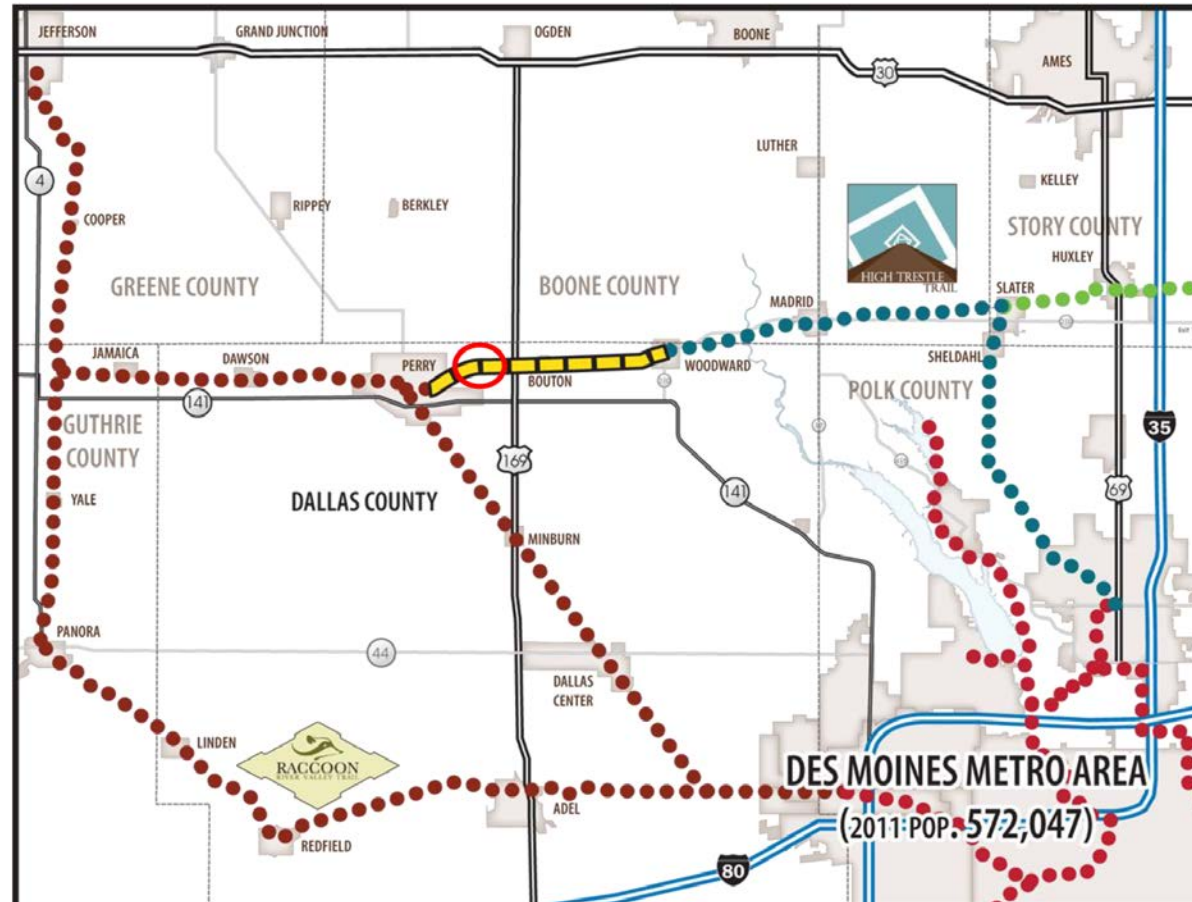 JEFFERSON
GRAND JUNCTION
OGDEN
BOONE
30
AMES
LUTHER
4
KELLEY
RIPPEY
BERKLEY
COOPER
STORY COUNTY
HUXLEY
GREENE COUNTY
BOONE COUNTY
HIGH TRESTLE
TRAIL
SLATER
MADRID
JAMAICA
DAWSON
PERRY
BOUTON
WOODWARD
SHELDAHL
POLK COUNTY
141
GUTHRIE
COUNTY
35
169
YALE
DALLAS COUNTY
141
69
MINBURN
PANORA
44
DALLAS
CENTER
LINDEN
RACCOON
RIVER VALLEY TRAIL
ADEL
REDFIELD
DES MOINES METRO AREA
(2011 POP. 572,047)
80